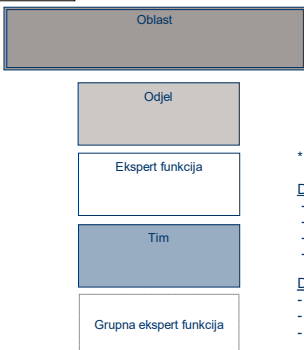 Oblast
Odjel
Ekspert funkcija
*
D
-
-
-
-
Tim
D
-
-
-
Grupna ekspert funkcija